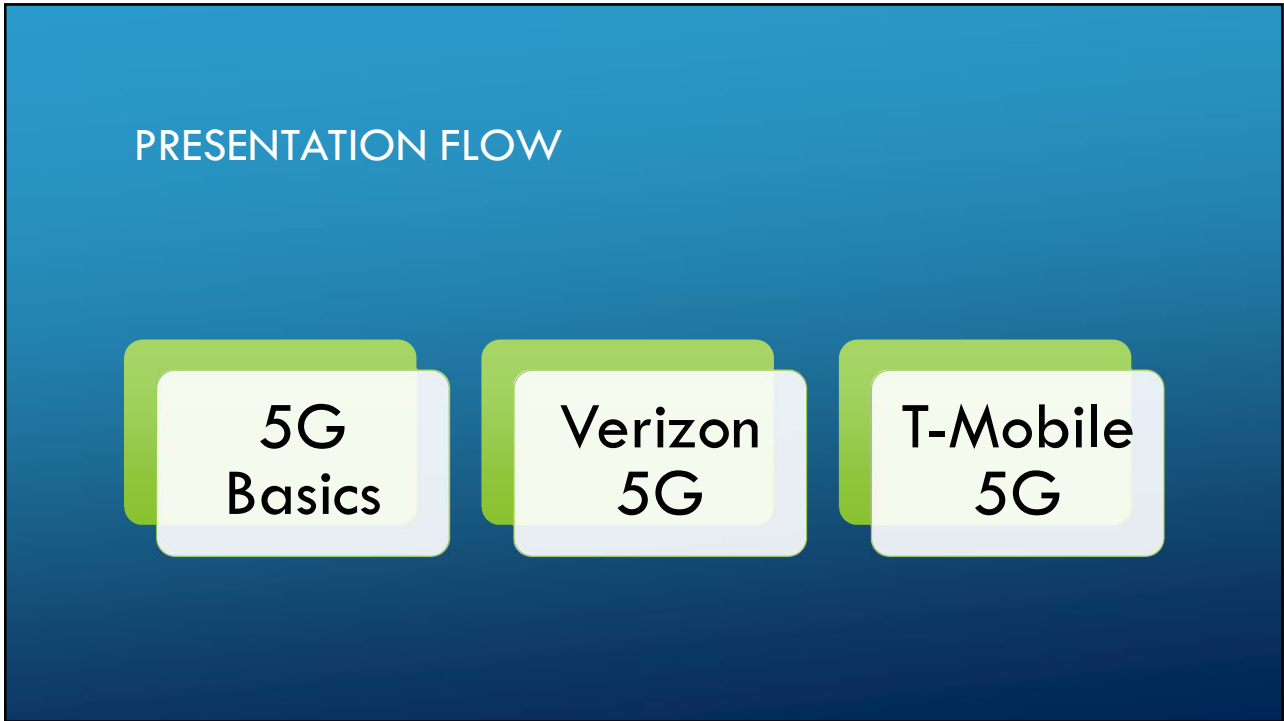 PRESENTATION FLOW
5G
Basics
Verizon
5G
T-Mobile
5G